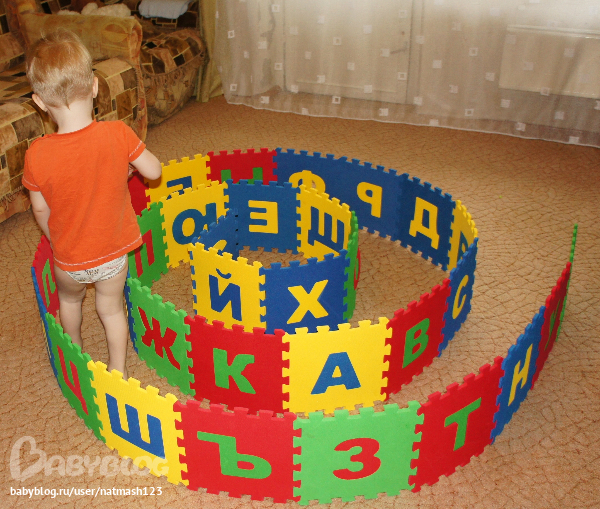 Ф Р Д
Ю Е Щ
Й Х С
Ж К А В
Ц Ш Ъ З Т Н
BABYBLOG
babyblog.ru/user/natmash123